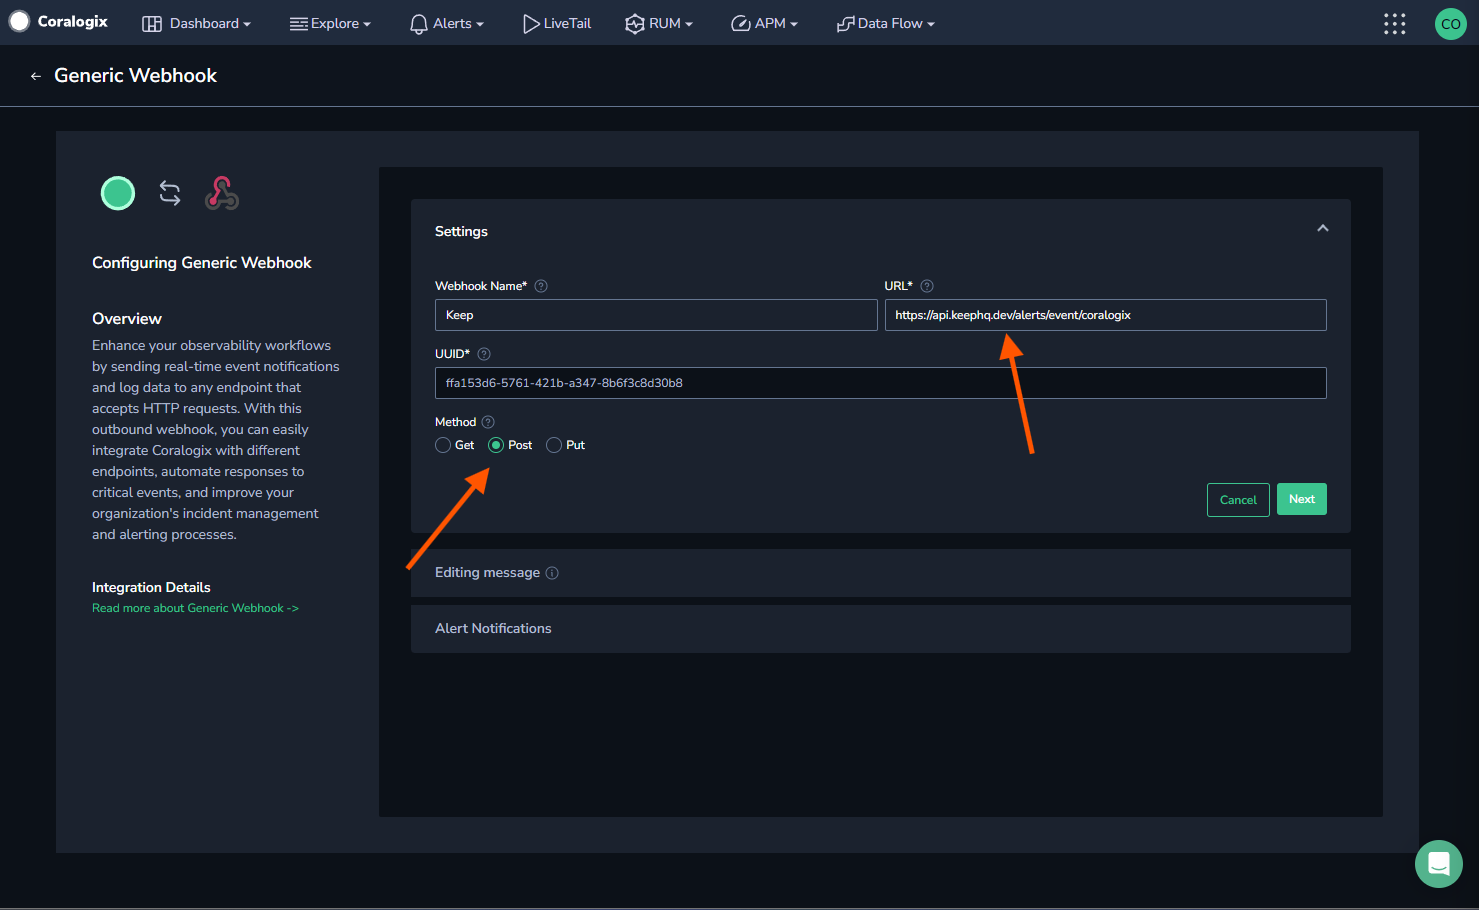 Coralogix
Dashboard
Explore
Alerts
LiveTail
RUM
APM
Data Flow
CO
← Generic Webhook
Configuring Generic Webhook
Overview
Enhance your observability workflows
by sending real-time event notifications
and log data to any endpoint that
accepts HTTP requests. With this
outbound webhook, you can easily
integrate Coralogix with different
endpoints, automate responses to
critical events, and improve your
organization's incident management
and alerting processes.
Integration Details
Read more about Generic Webhook ->
Settings
Webhook Name*
Keep
URL*
https://api.keephq.dev/alerts/event/coralogix
UUID*
ffa153d6-5761-421b-a347-8b6f3c8d30b8
Method
Get Post Put
Cancel
Next
Editing message
Alert Notifications